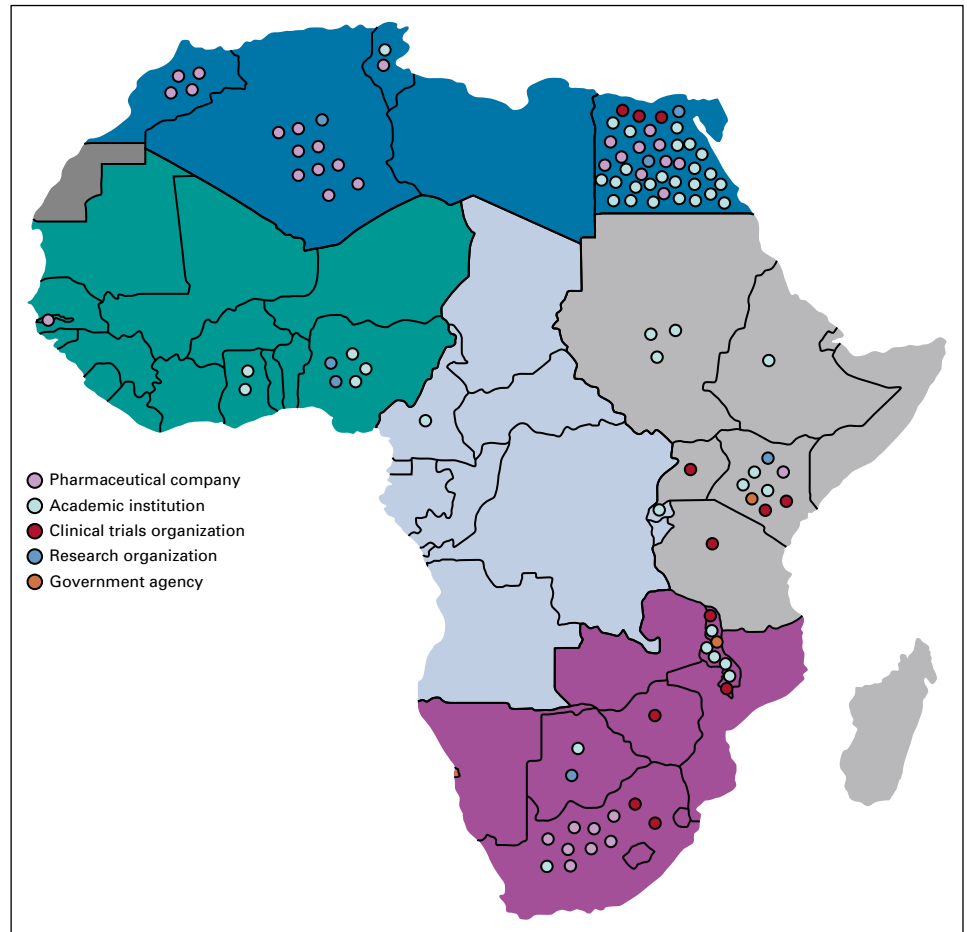 Pharmaceutical company
Academic institution
Clinical trials organization
Research organization
Government agency